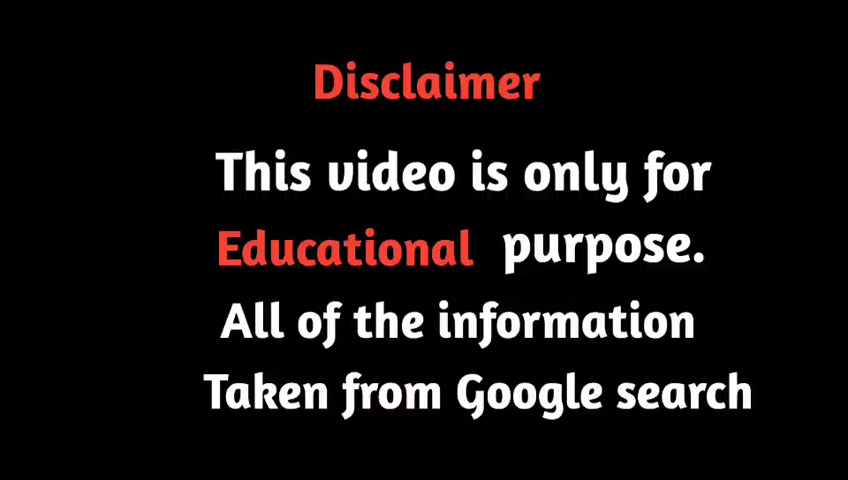 Disclaimer
This video is only for
Educational purpose.
All of the information
Taken from Google search